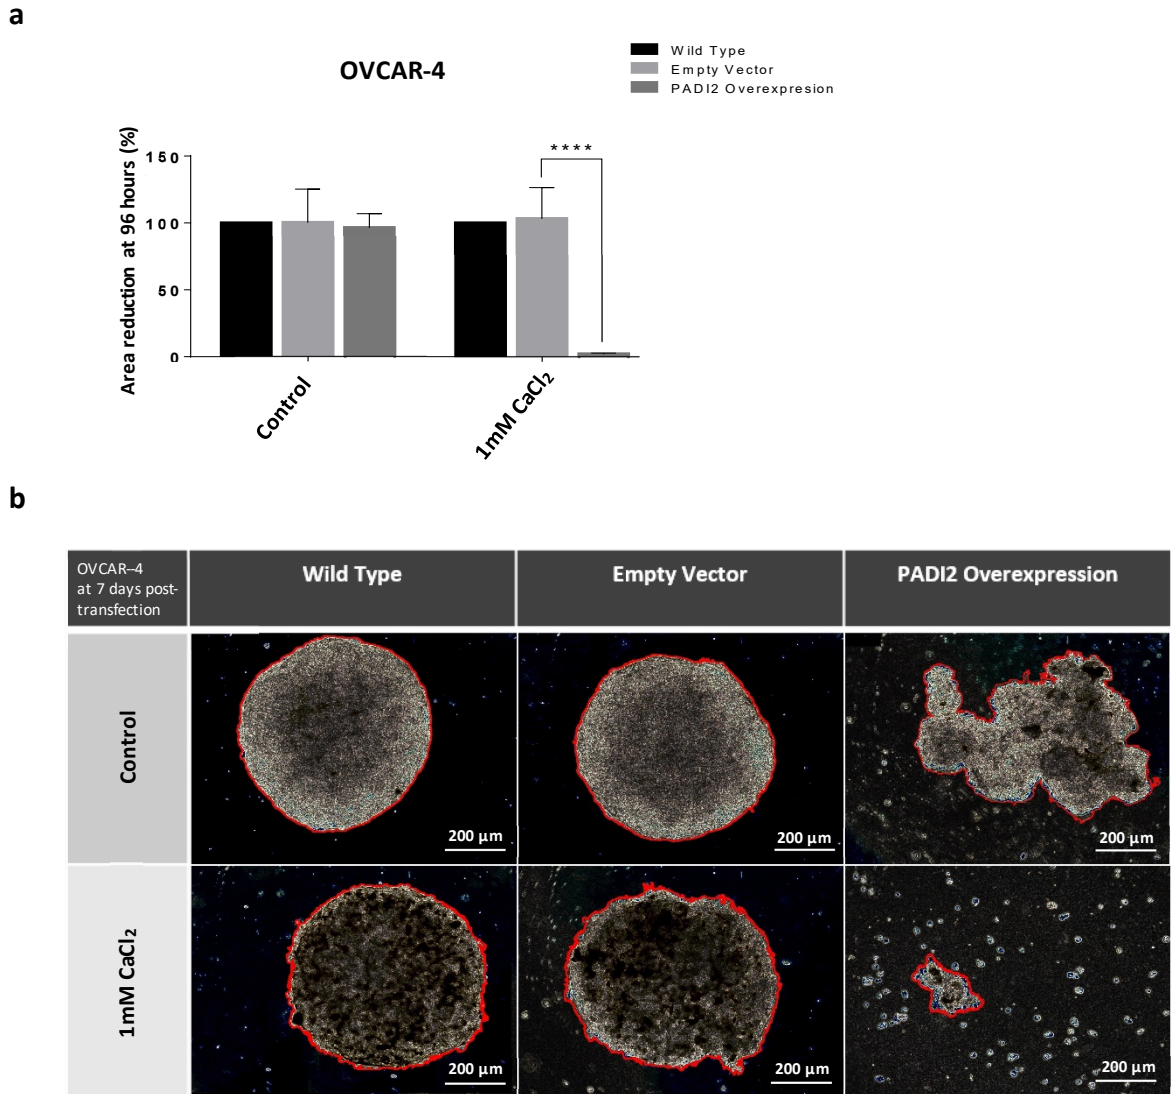 a
OVCAR-4
Wild Type
Empty Vector
PADI2 Overexpresion
Area reduction at 96 hours (%)
150
100
50
0
****
Control
1mM CaCl₂
b
OVCAR--4
at 7 days post-
transfection
Wild Type
Empty Vector
PADI2 Overexpression
Control
200 μm
200 μm
200 μm
1mM CaCl₂
200 μm
200 μm
200 μm